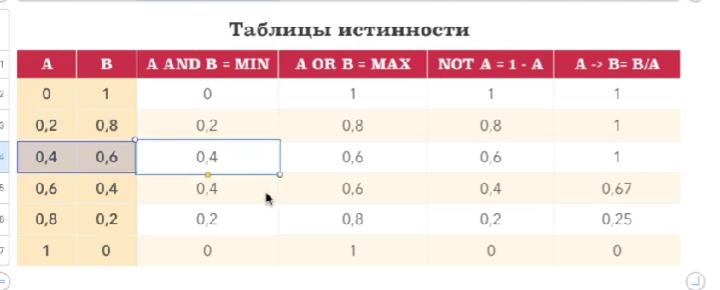 Таблицы истинности
A B A AND B = MIN A OR B = MAX NOT A = 1 - A A -> B= B/A
0 1 0 1 1 1
0,2 0,8 0,2 0,8 0,8 1
0,4 0,6 0,4 0,6 0,6 1
0,6 0,4 0,4 0,6 0,4 0,67
0,8 0,2 0,2 0,8 0,2 0,25
1 0 0 1 0 0